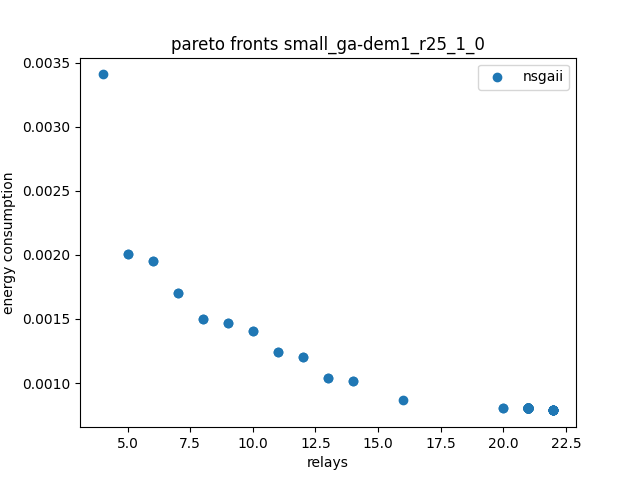 pareto fronts small_ga-dem1_r25_1_0
nsgaii
energy consumption
0.0035
0.0030
0.0025
0.0020
0.0015
0.0010
5.0 7.5 10.0 12.5 15.0 17.5 20.0 22.5
relays